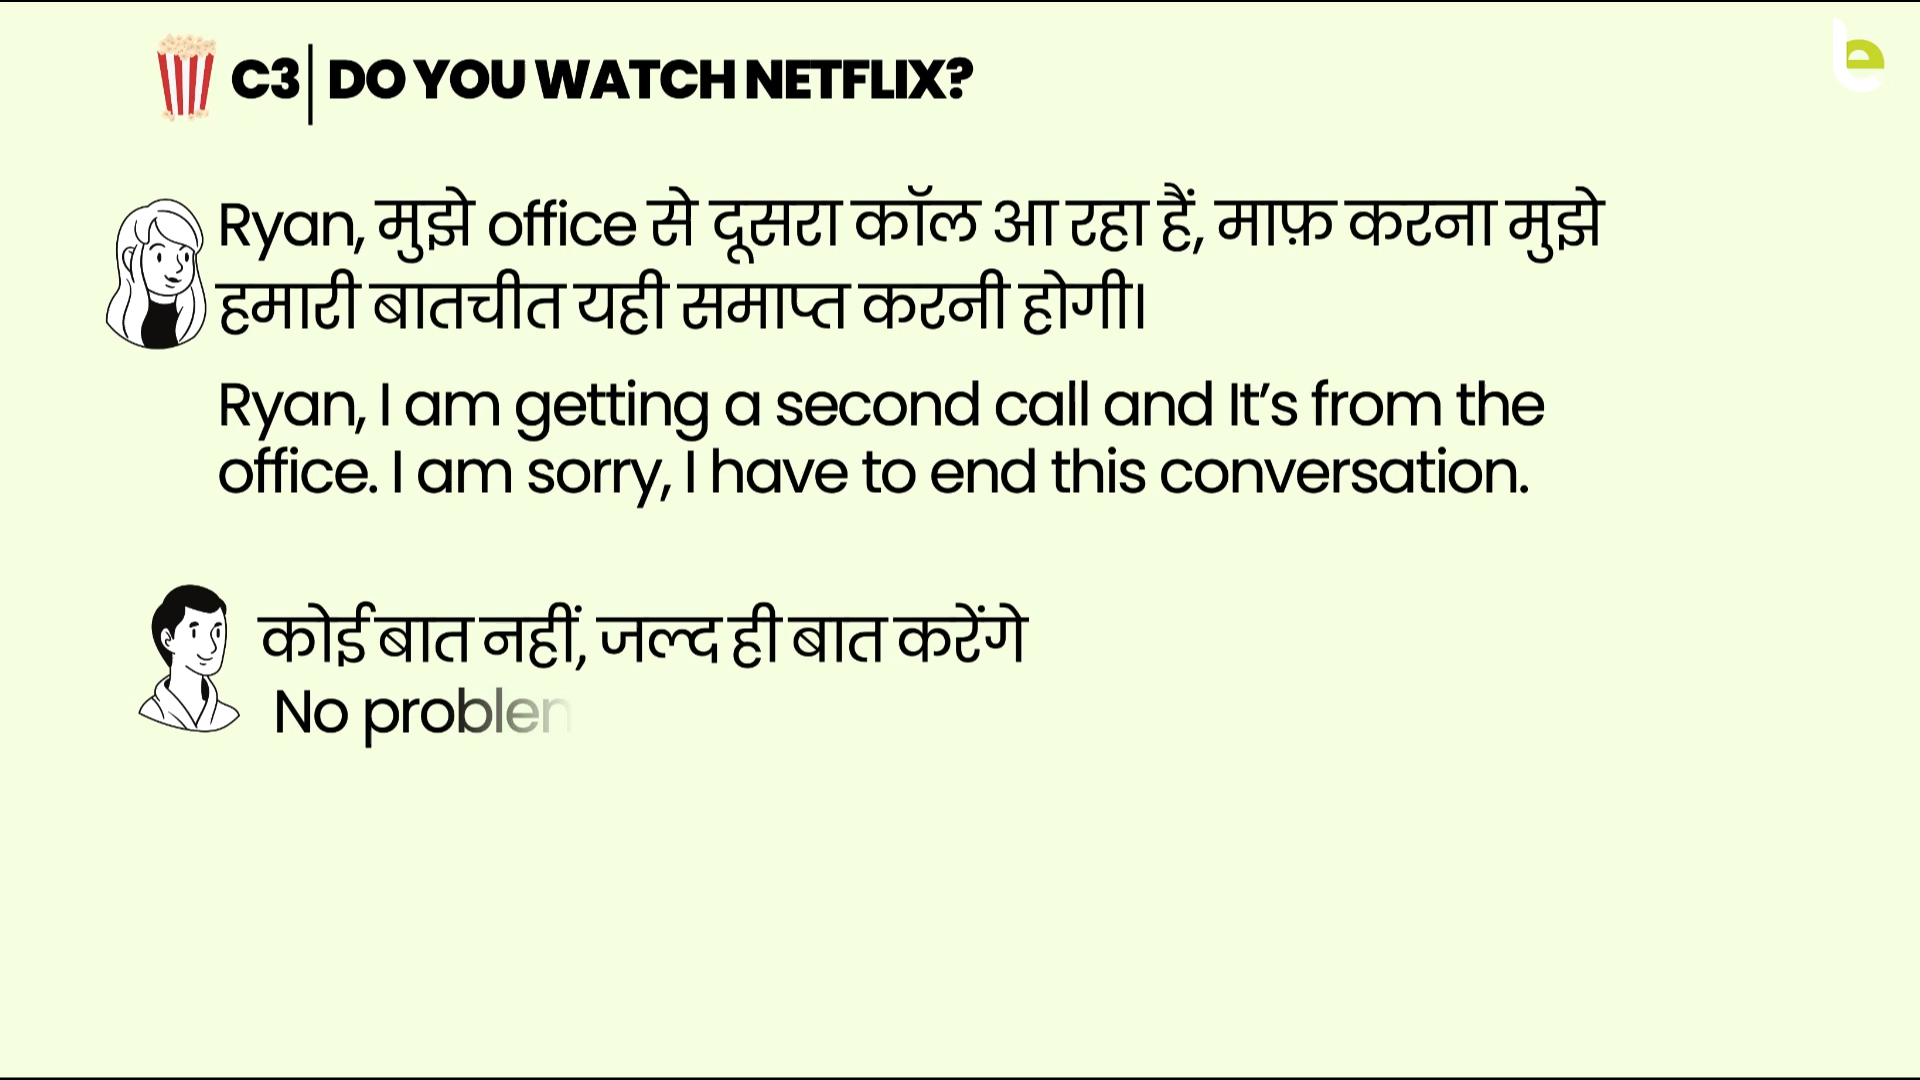 C3 DO YOU WATCH NETFLIX?
Ryan, मुझे office से दूसरा कॉल आ रहा हैं, माफ़ करना मुझे
हमारी बातचीत यही समाप्त करनी होगी।
Ryan, I am getting a second call and It’s from the
office. I am sorry, I have to end this conversation.
कोई बात नहीं, जल्द ही बात करेंगे
No